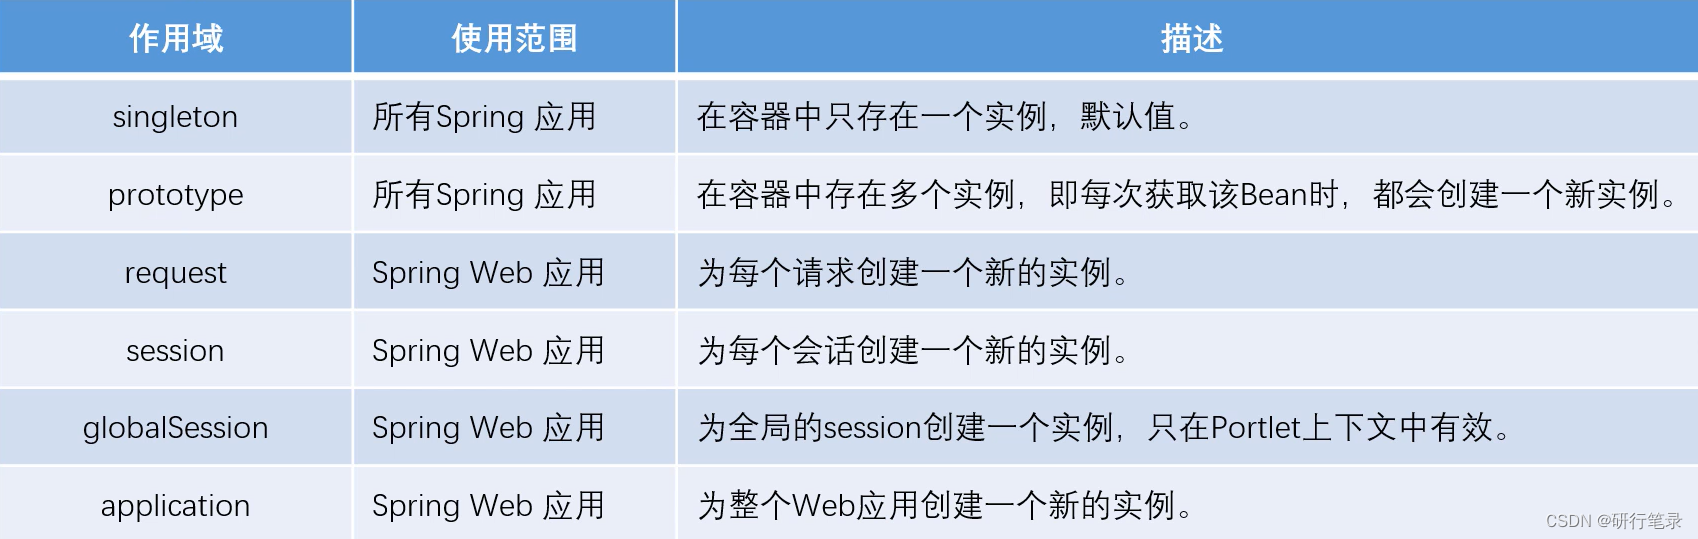 作用域 使用范围 描述
singleton 所有Spring 应用 在容器中只存在一个实例，默认值。
prototype 所有Spring 应用 在容器中存在多个实例，即每次获取该Bean时，都会创建一个新实例。
request Spring Web 应用 为每个请求创建一个新的实例。
session Spring Web 应用 为每个会话创建一个新的实例。
globalSession Spring Web 应用 为全局的session创建一个实例，只在Portlet上下文中有效。
application Spring Web 应用 为整个Web应用创建一个新的实例。
CSDN @研行笔录